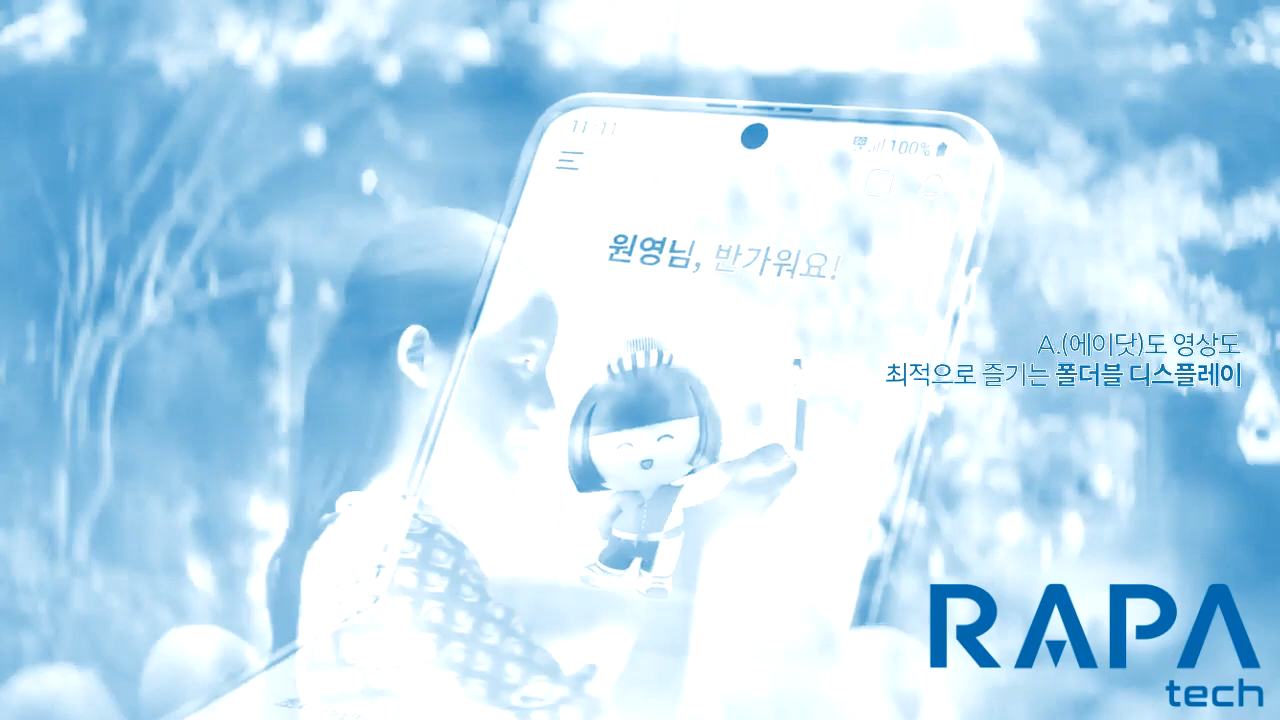 11:11
100%
원영님, 반가워요!
A.(에이닷)도 영상도
최적으로 즐기는 폴더블 디스플레이
RAPA
tech